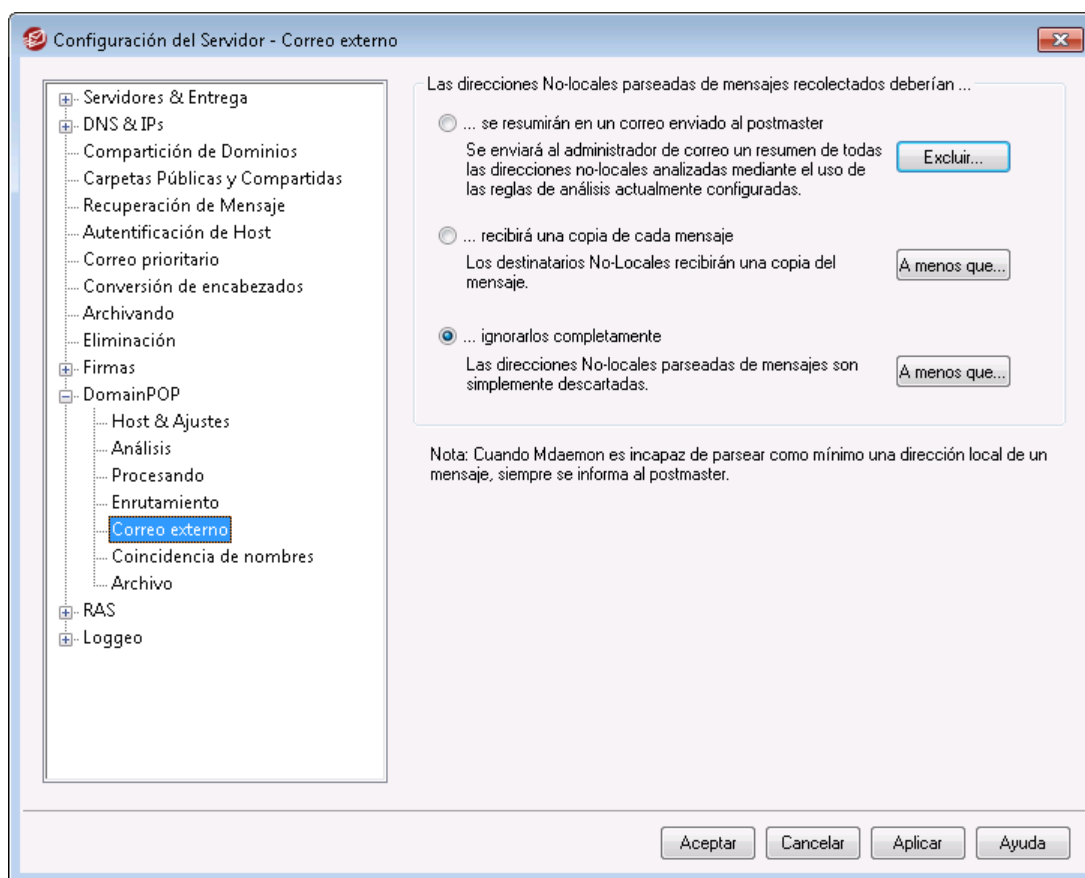 Configuración del Servidor - Correo externo
Servidores & Entrega
DNS & IPs
Compartición de Dominios
Carpetas Públicas y Compartidas
Recuperación de Mensaje
Autentificación de Host
Correo prioritario
Conversión de encabezados
Archivando
Eliminación
Firmas
DomainPOP
Host & Ajustes
Análisis
Procesando
Enrutamiento
Correo externo
Coincidencia de nombres
Archivo
RAS
Loggeo
Las direcciones No-locales parseadas de mensajes recolectados deberían ...
... se resumirán en un correo enviado al postmaster
Se enviará al administrador de correo un resumen de todas
las direcciones no-locales analizadas mediante el uso de
las reglas de análisis actualmente configuradas.
Excluir...
... recibirá una copia de cada mensaje
Los destinatarios No-Locales recibirán una copia del
mensaje.
A menos que...
... ignorarlos completamente
Las direcciones No-locales parseadas de mensajes son
simplemente descartadas.
A menos que...
Nota: Cuando Mdaemon es incapaz de parsear como mínimo una dirección local de un
mensaje, siempre se informa al postmaster.
Aceptar
Cancelar
Aplicar
Ayuda